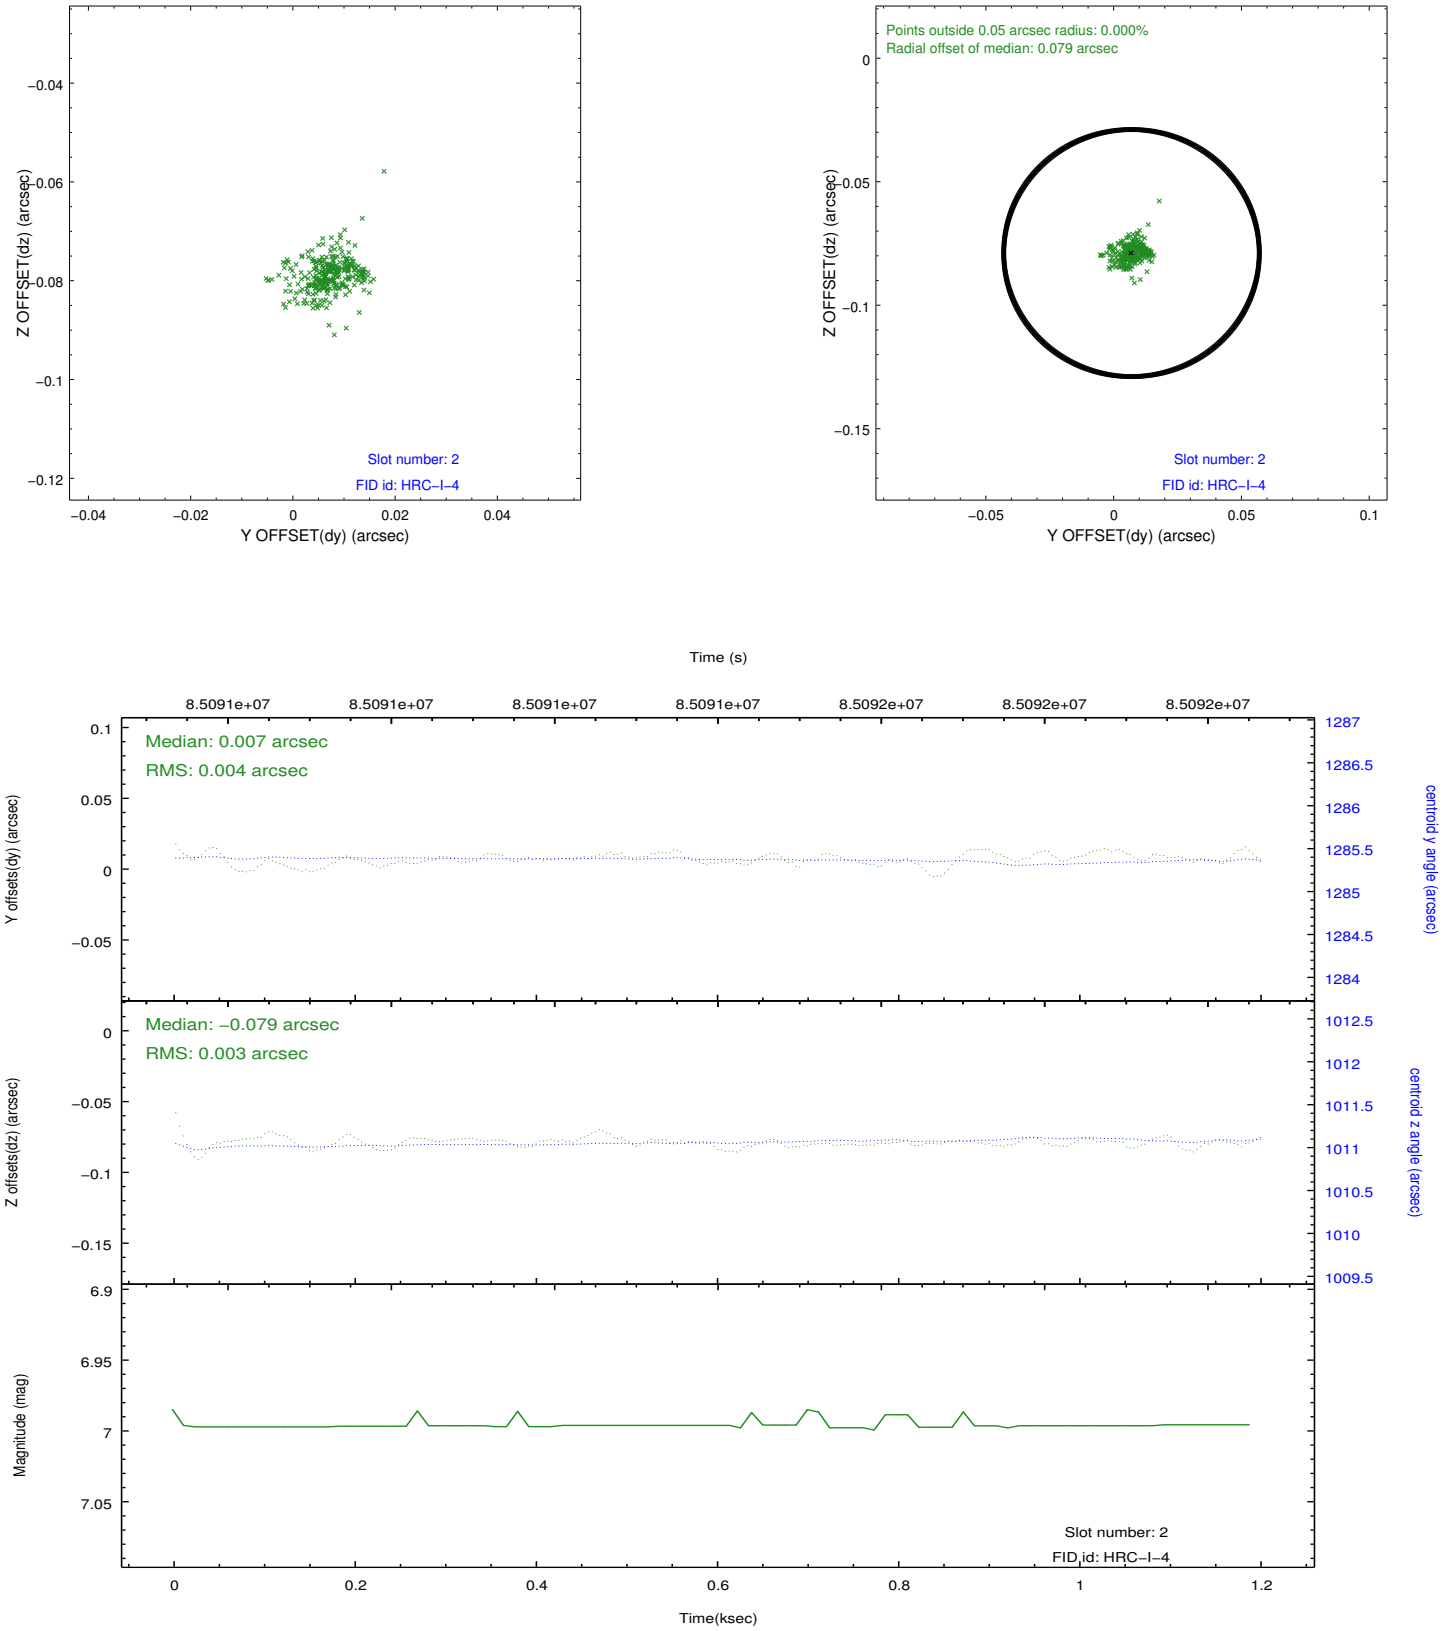 −0.04
−0.06
−0.08
−0.1
−0.12
Z OFFSET(dz) (arcsec)
Slot number: 2
FID id: HRC−I−4
−0.04
−0.02
0
0.02
0.04
Y OFFSET(dy) (arcsec)
Points outside 0.05 arcsec radius: 0.000%
Radial offset of median: 0.079 arcsec
0
−0.05
−0.1
−0.15
Z OFFSET(dz) (arcsec)
Slot number: 2
FID id: HRC−I−4
−0.05
0
0.05
0.1
Y OFFSET(dy) (arcsec)
Time (s)
8.5091e+07
8.5091e+07
8.5091e+07
8.5091e+07
8.5092e+07
8.5092e+07
8.5092e+07
Median: 0.007 arcsec
RMS: 0.004 arcsec
0.1
0.05
0
−0.05
Y offsets(dy) (arcsec)
1287
1286.5
1286
1285.5
1285
1284.5
1284
centroid y angle (arcsec)
Median: −0.079 arcsec
RMS: 0.003 arcsec
0
−0.05
−0.1
−0.15
Z offsets(dz) (arcsec)
1012.5
1012
1011.5
1011
1010.5
1010
1009.5
centroid z angle (arcsec)
6.9
6.95
7
7.05
Magnitude (mag)
Slot number: 2
FID id: HRC−I−4
0
0.2
0.4
0.6
0.8
1
1.2
Time(ksec)